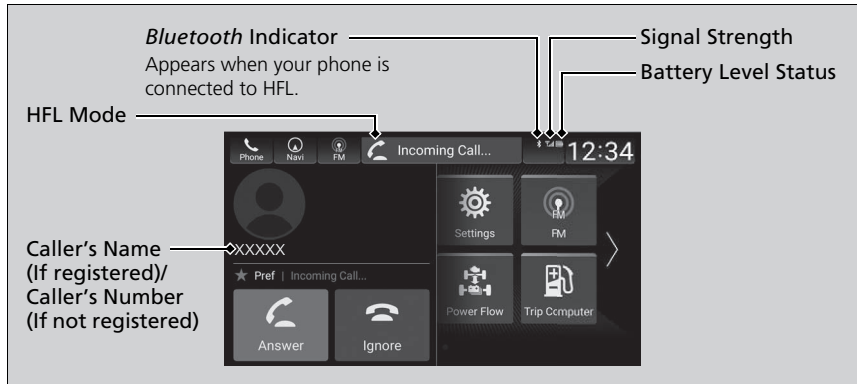 Bluetooth Indicator
Appears when your phone is
connected to HFL.
Signal Strength
Battery Level Status
HFL Mode
Phone
Navi
FM
Incoming Call...
12:34
XXXXX
Pref | Incoming Call...
Answer
Ignore
Settings
FM
FM
Power Flow
Trip Computer
Caller's Name
(If registered)/
Caller's Number
(If not registered)